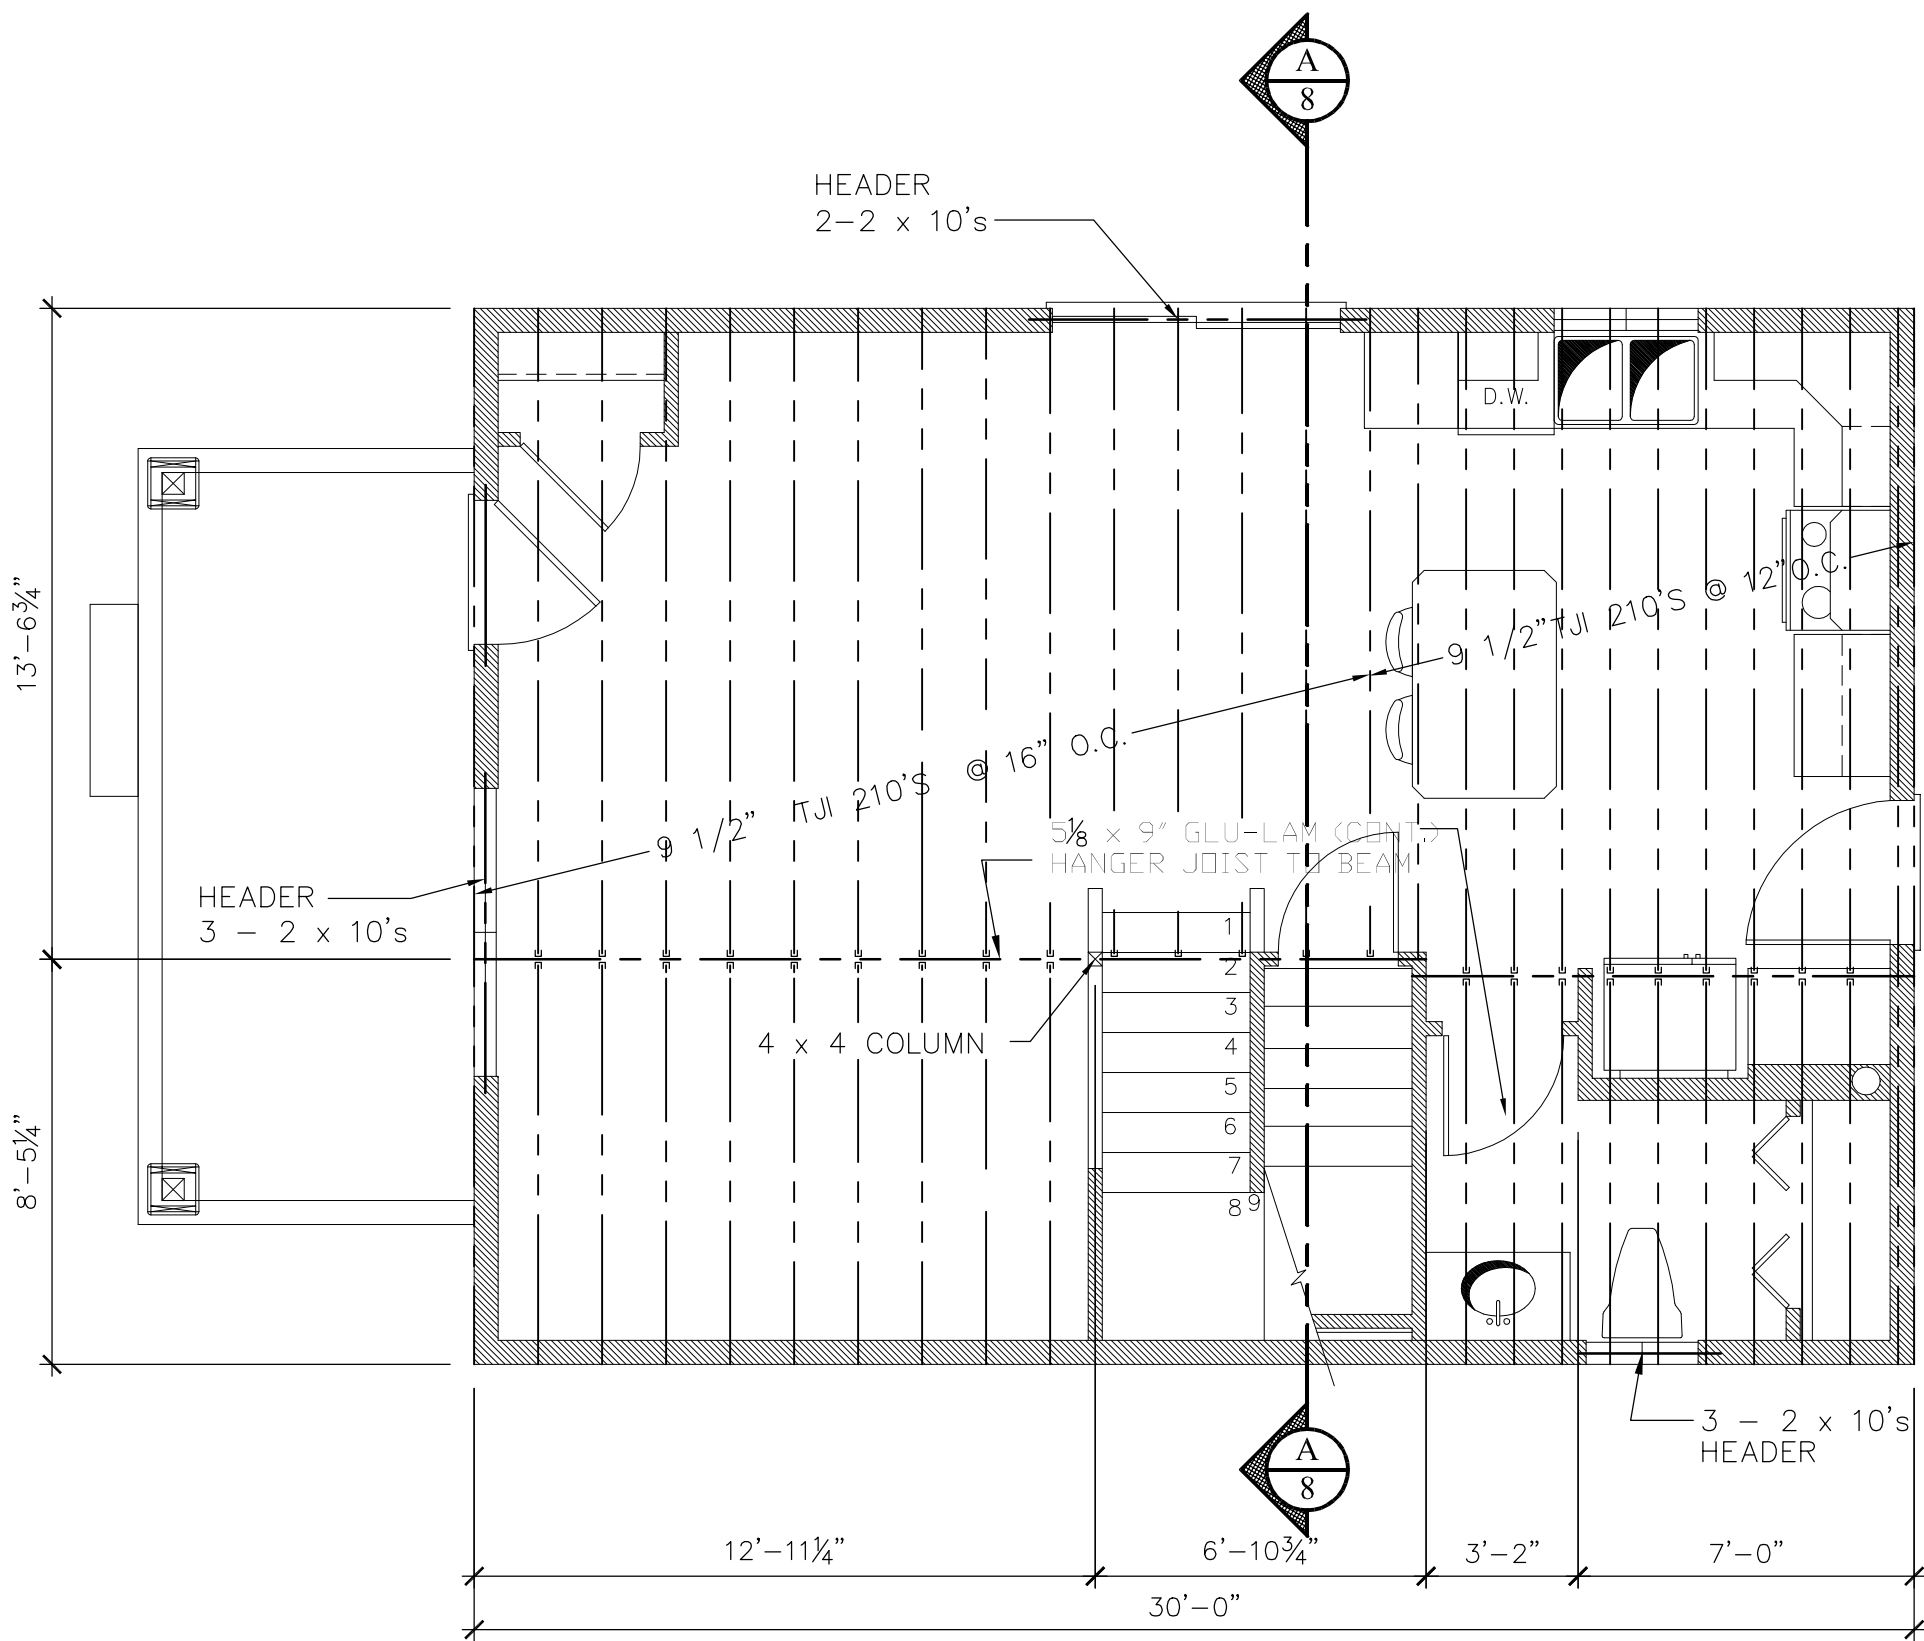 A
8
HEADER
2-2 x 10's
D.W.
13'-6¾"
9 1/2" TJI 210'S @ 12" O.C.
9 1/2" TJI 210'S @ 16" O.C.
5⅛ x 9" GLU-LAM (CONT.)
HANGER JOIST TO BEAM
HEADER
3 - 2 x 10's
1
2
3
4 x 4 COLUMN
4
5
6
7
8 9
8'-5¼"
3 - 2 x 10's
HEADER
A
8
12'-11¼"
6'-10¾"
3'-2"
7'-0"
30'-0"